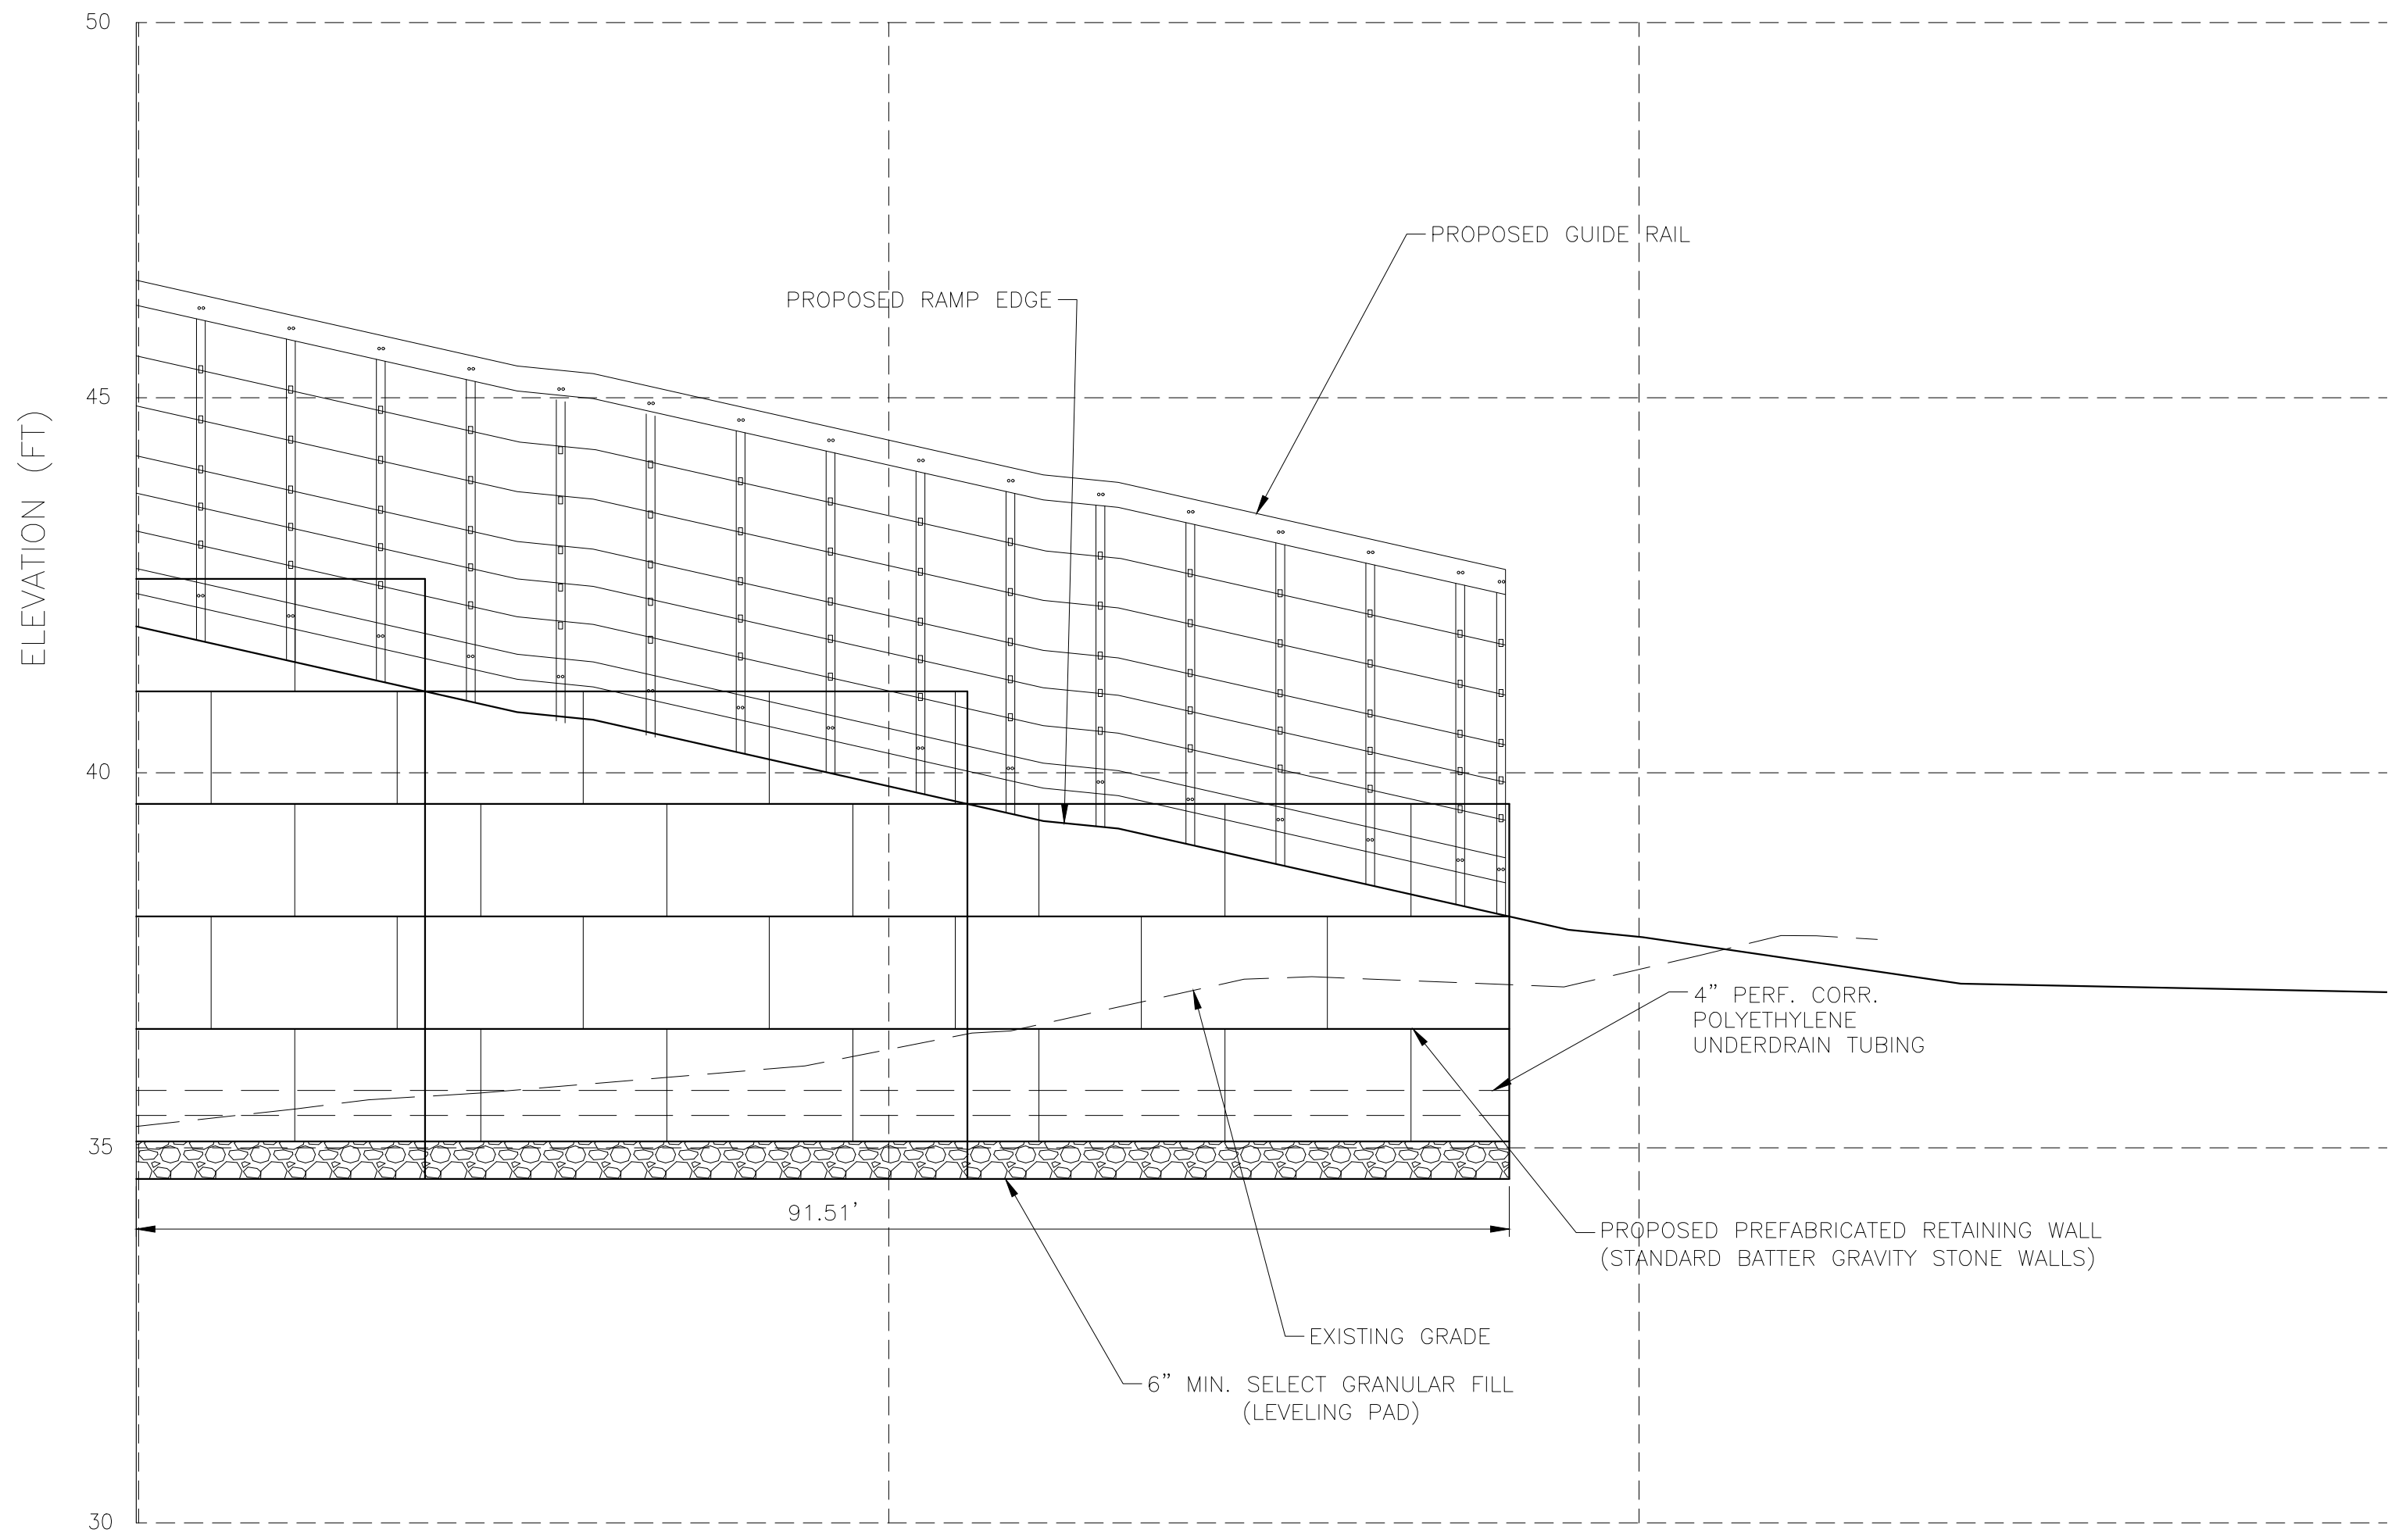 50
PROPOSED GUIDE RAIL
PROPOSED RAMP EDGE
45
ELEVATION (FT)
40
4” PERF. CORR.
POLYETHYLENE
UNDERDRAIN TUBING
35
91.51’
PROPOSED PREFABRICATED RETAINING WALL
(STANDARD BATTER GRAVITY STONE WALLS)
EXISTING GRADE
6” MIN. SELECT GRANULAR FILL
(LEVELING PAD)
30